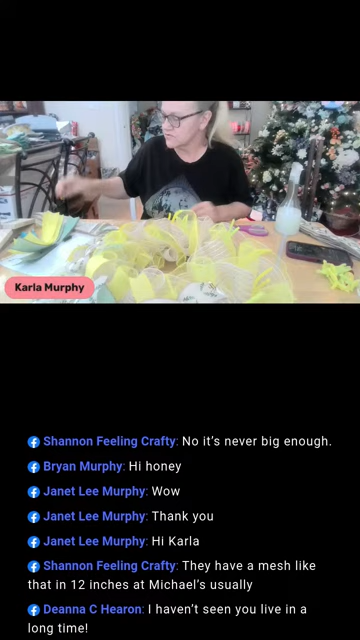 Karla Murphy
Shannon Feeling Crafty: No it's never big enough.
Bryan Murphy: Hi honey
Janet Lee Murphy: Wow
Janet Lee Murphy: Thank you
Janet Lee Murphy: Hi Karla
Shannon Feeling Crafty: They have a mesh like
that in 12 inches at Michael's usually
Deanna C Hearon: I haven't seen you live in a
long time!